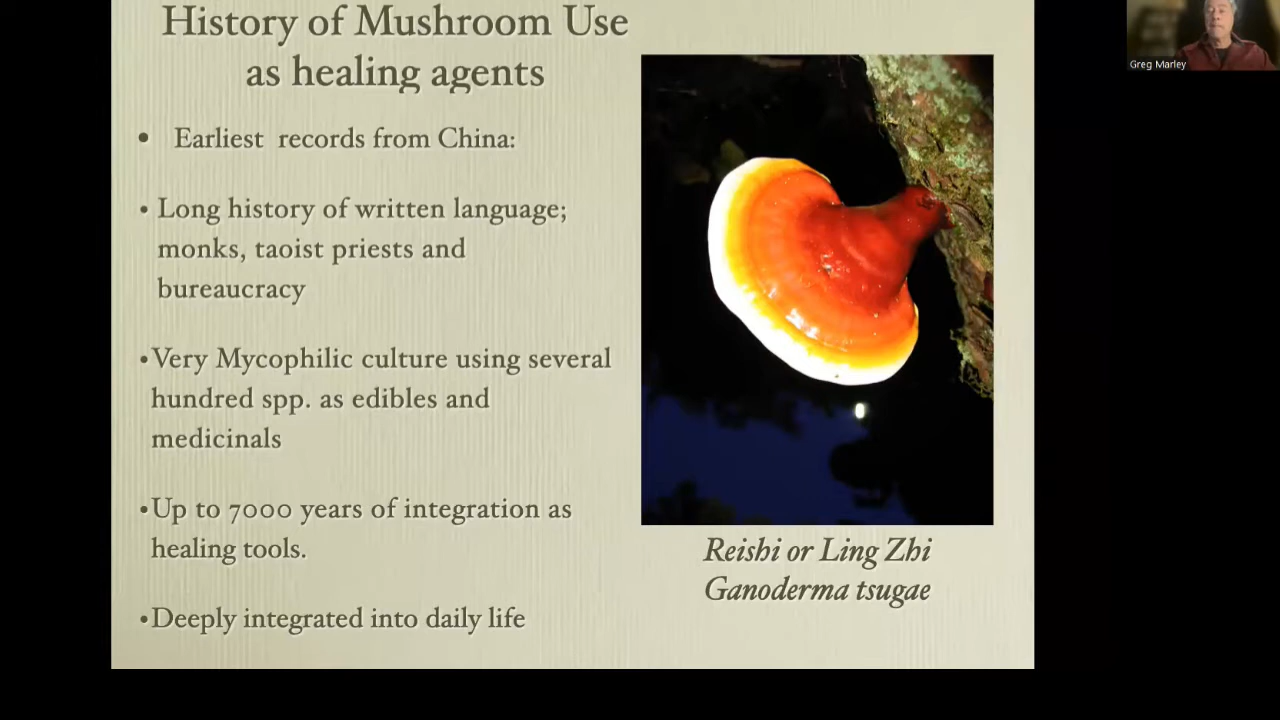 History of Mushroom Use
as healing agents
• Earliest records from China:
• Long history of written language;
monks, taoist priests and
bureaucracy
•Very Mycophilic culture using several
hundred spp. as edibles and
medicinals
•Up to 7000 years of integration as
healing tools.
•Deeply integrated into daily life
Reishi or Ling Zhi
Ganoderma tsugae
Greg Marley